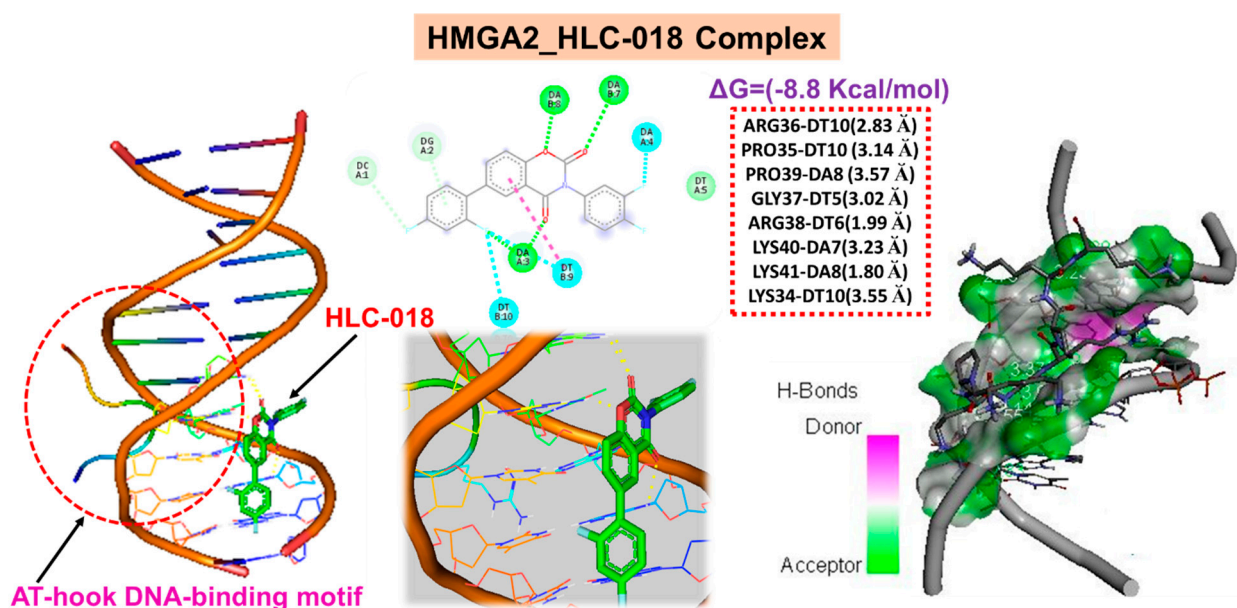 HMGA2_HLC-018 Complex
DA
B:8
DA
B:7
DG
A:2
DC
A:1
DA
A:4
DT
A:5
DA
A:3
DT
B:9
DT
B:10
ΔG=(-8.8 Kcal/mol)
ARG36-DT10(2.83 Ǎ)
PRO35-DT10 (3.14 Ǎ)
PRO39-DA8 (3.57 Ǎ)
GLY37-DT5(3.02 Ǎ)
ARG38-DT6(1.99 Ǎ)
LYS40-DA7(3.23 Ǎ)
LYS41-DA8(1.80 Ǎ)
LYS34-DT10(3.55 Ǎ)
HLC-018
AT-hook DNA-binding motif
H-Bonds
Donor
Acceptor
O
O
N
O